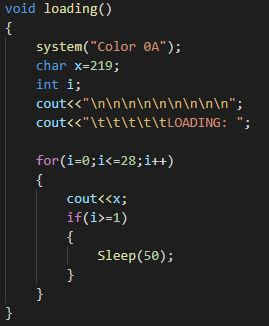 void loading()
{
    system("Color 0A");
    char x=219;
    int i;
    cout<<"\n\n\n\n\n\n\n\n\n";
    cout<<"\t\t\t\t\tLOADING: ";

    for(i=0;i<=28;i++)
    {
        cout<<x;
        if(i>=1)
        {
            Sleep(50);
        }
    }
}